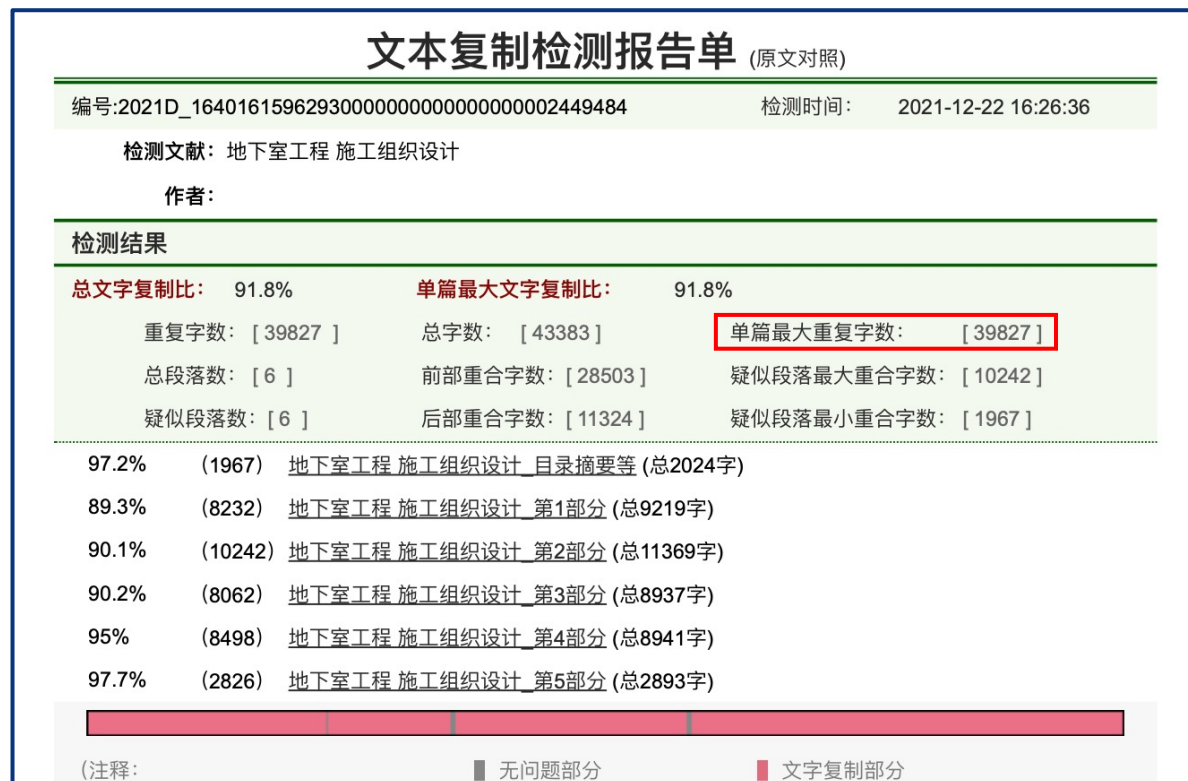 文本复制检测报告单 (原文对照)
编号:2021D_16401615962930000000000000000002449484 检测时间： 2021-12-22 16:26:36
检测文献：地下室工程 施工组织设计
作者：
检测结果
总文字复制比： 91.8% 单篇最大文字复制比： 91.8%
重复字数：[ 39827 ] 总字数： [ 43383 ] 单篇最大重复字数： [ 39827 ]
总段落数：[ 6 ] 前部重合字数：[ 28503 ] 疑似段落最大重合字数： [ 10242 ]
疑似段落数：[ 6 ] 后部重合字数：[ 11324 ] 疑似段落最小重合字数： [ 1967 ]
97.2% （1967） 地下室工程 施工组织设计_目录摘要等 (总2024字)
89.3% （8232） 地下室工程 施工组织设计_第1部分 (总9219字)
90.1% （10242） 地下室工程 施工组织设计_第2部分 (总11369字)
90.2% （8062） 地下室工程 施工组织设计_第3部分 (总8937字)
95% （8498） 地下室工程 施工组织设计_第4部分 (总8941字)
97.7% （2826） 地下室工程 施工组织设计_第5部分 (总2893字)
(注释： 无问题部分 文字复制部分